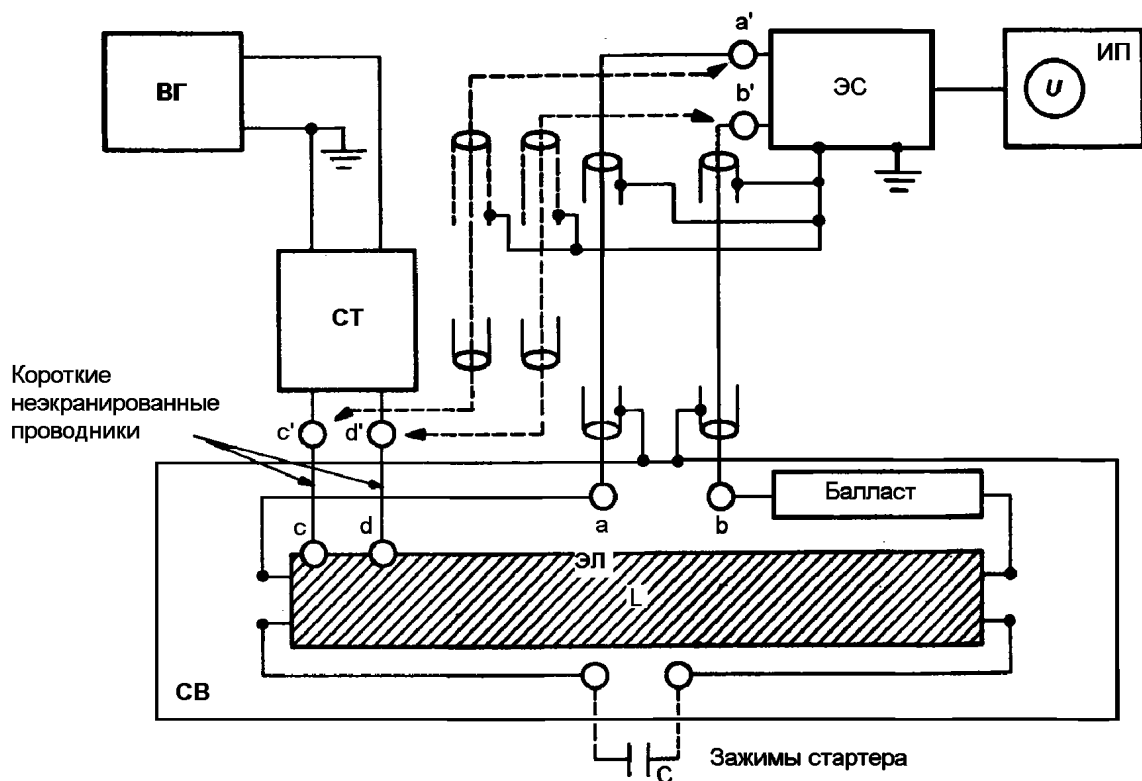 ВГ
a'
b'
ЭС
ИП
U
СТ
Короткие
неэкранированные
проводники
c'
d'
c
d
a
b
Балласт
ЭЛ
L
СВ
C
Зажимы стартера